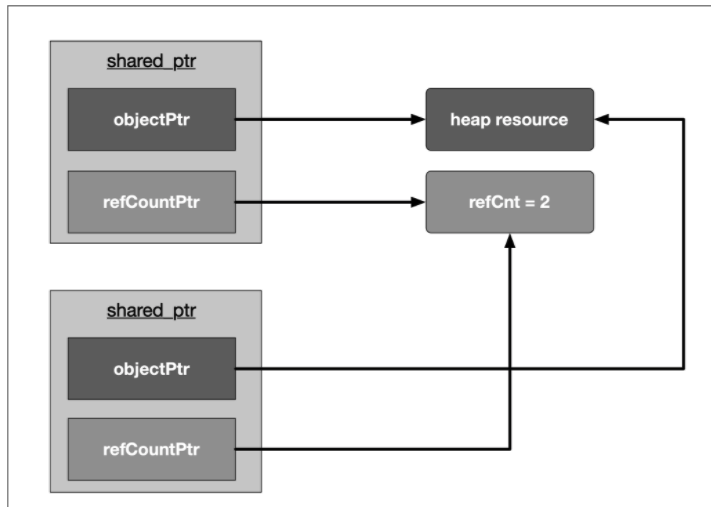 shared_ptr
objectPtr
heap resource
refCountPtr
refCnt = 2
shared_ptr
objectPtr
refCountPtr